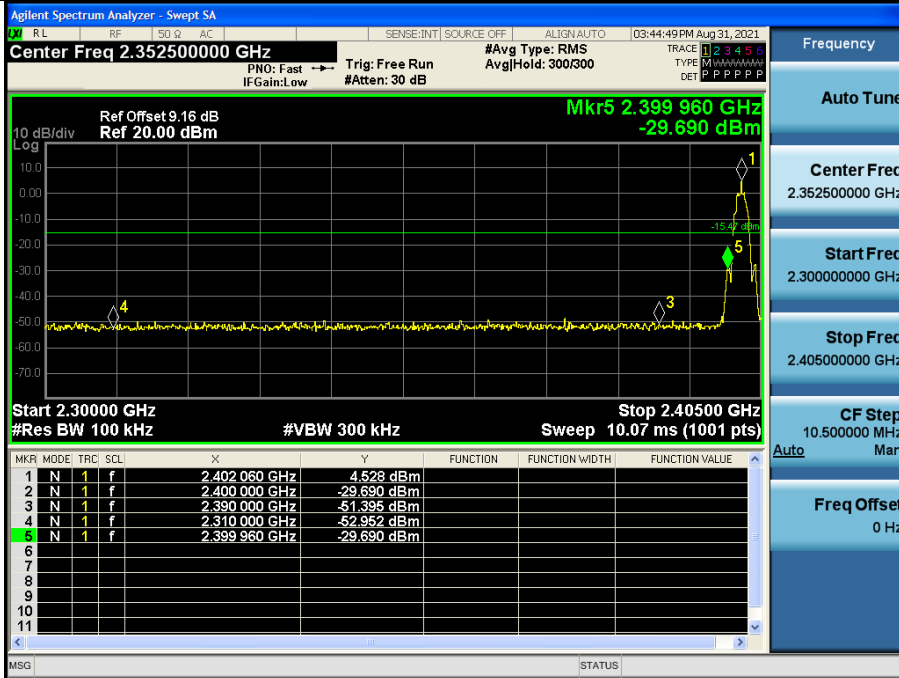 Agilent Spectrum Analyzer - Swept SA
LXI RL RF 50 Ω AC SENSE:INT SOURCE OFF ALIGN AUTO 03:44:49 PM Aug 31, 2021
Center Freq 2.352500000 GHz
#Avg Type: RMS
TRACE 1 2 3 4 5 6
PNO: Fast Trig: Free Run Avg|Hold: 300/300
TYPE M WWWWW
IFGain:Low #Atten: 30 dB
DET P P P P P P
Frequency
Auto Tune
Center Freq
2.352500000 GHz
Start Freq
2.300000000 GHz
Stop Freq
2.405000000 GHz
CF Step
10.500000 MHz
Auto Man
Freq Offset
0 Hz
Mkr5 2.399 960 GHz
-29.690 dBm
Ref Offset 9.16 dB
10 dB/div Ref 20.00 dBm
Log
10.0
0.00
-10.0
-20.0
-30.0
-40.0
-50.0
-60.0
-70.0
1
-15.47 dBm
5
3
4
Start 2.30000 GHz Stop 2.40500 GHz
#Res BW 100 kHz #VBW 300 kHz Sweep 10.07 ms (1001 pts)
MKR MODE TRC SCL X Y FUNCTION FUNCTION WIDTH FUNCTION VALUE
1 N 1 f 2.402 060 GHz 4.528 dBm
2 N 1 f 2.400 000 GHz -29.690 dBm
3 N 1 f 2.390 000 GHz -51.395 dBm
4 N 1 f 2.310 000 GHz -52.952 dBm
5 N 1 f 2.399 960 GHz -29.690 dBm
6
7
8
9
10
11
MSG STATUS